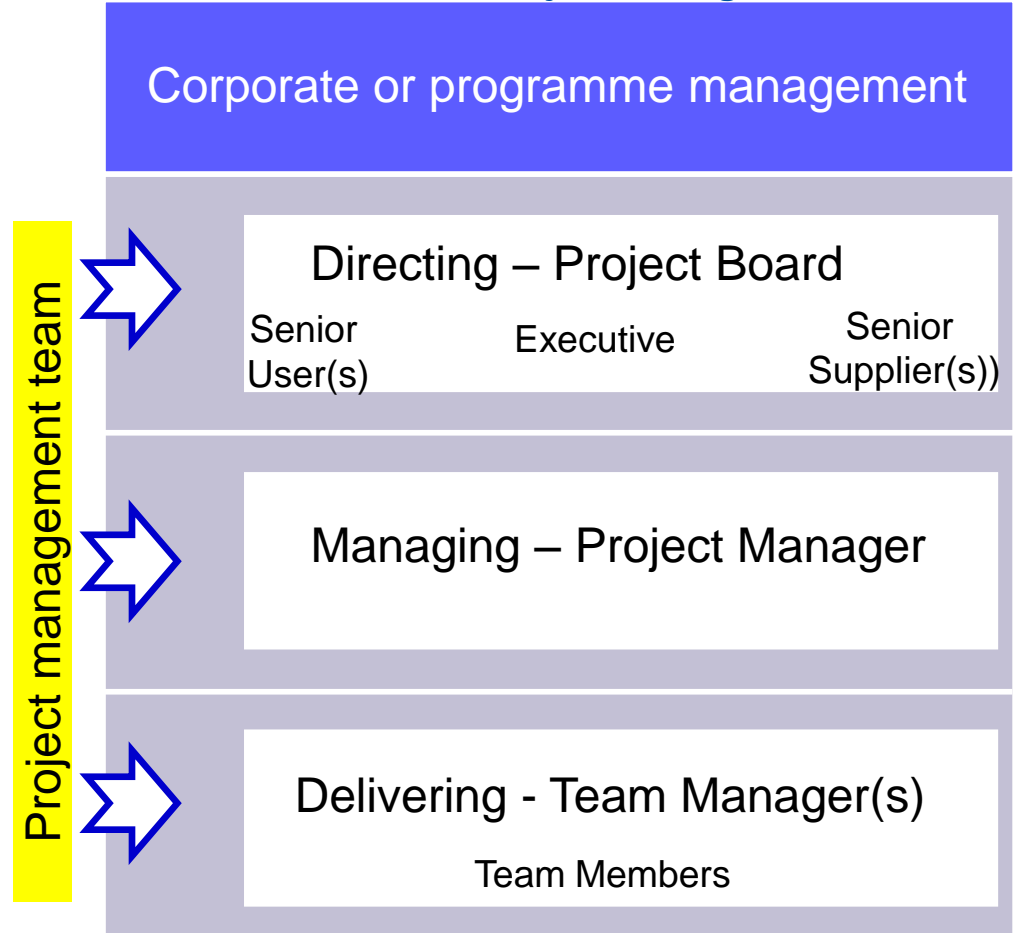 Corporate or programme management
Project management team
Directing – Project Board
Senior
User(s)
Executive
Senior
Supplier(s))
Managing – Project Manager
Delivering - Team Manager(s)
Team Members